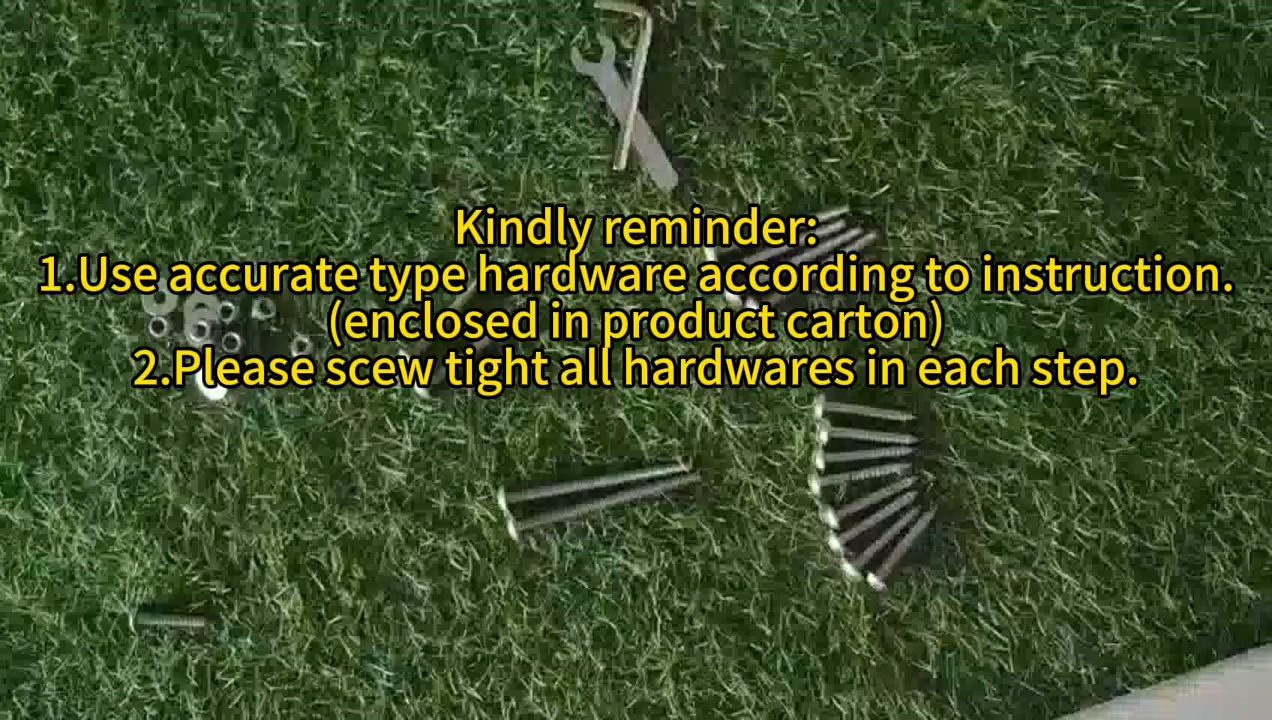 Kindly reminder:
1.Use accurate type hardware according to instruction.
(enclosed in product carton)
2.Please scew tight all hardwares in each step.